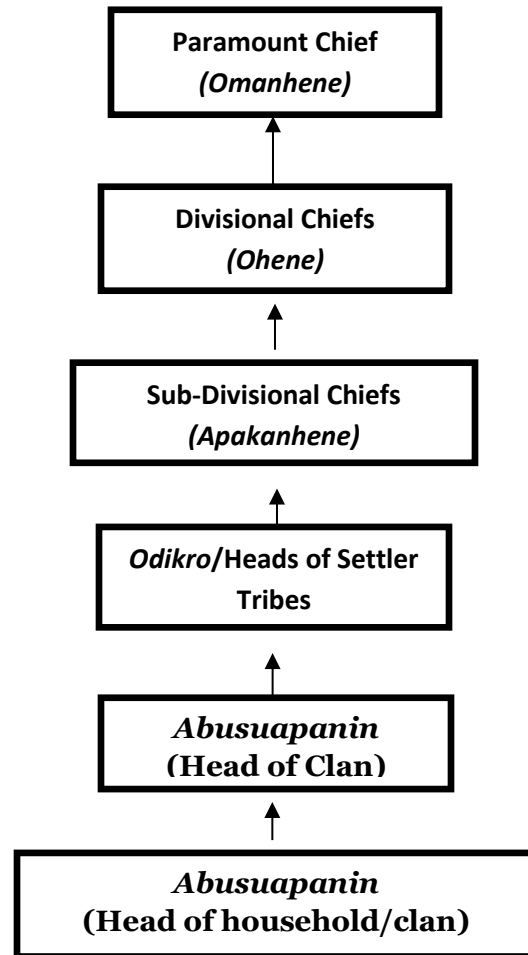 Paramount Chief
(Omanhene)
Divisional Chiefs
(Ohene)
Sub-Divisional Chiefs
(Apakanhene)
Odikro/Heads of Settler
Tribes
Abusuapanin
(Head of Clan)
Abusuapanin
(Head of household/clan)